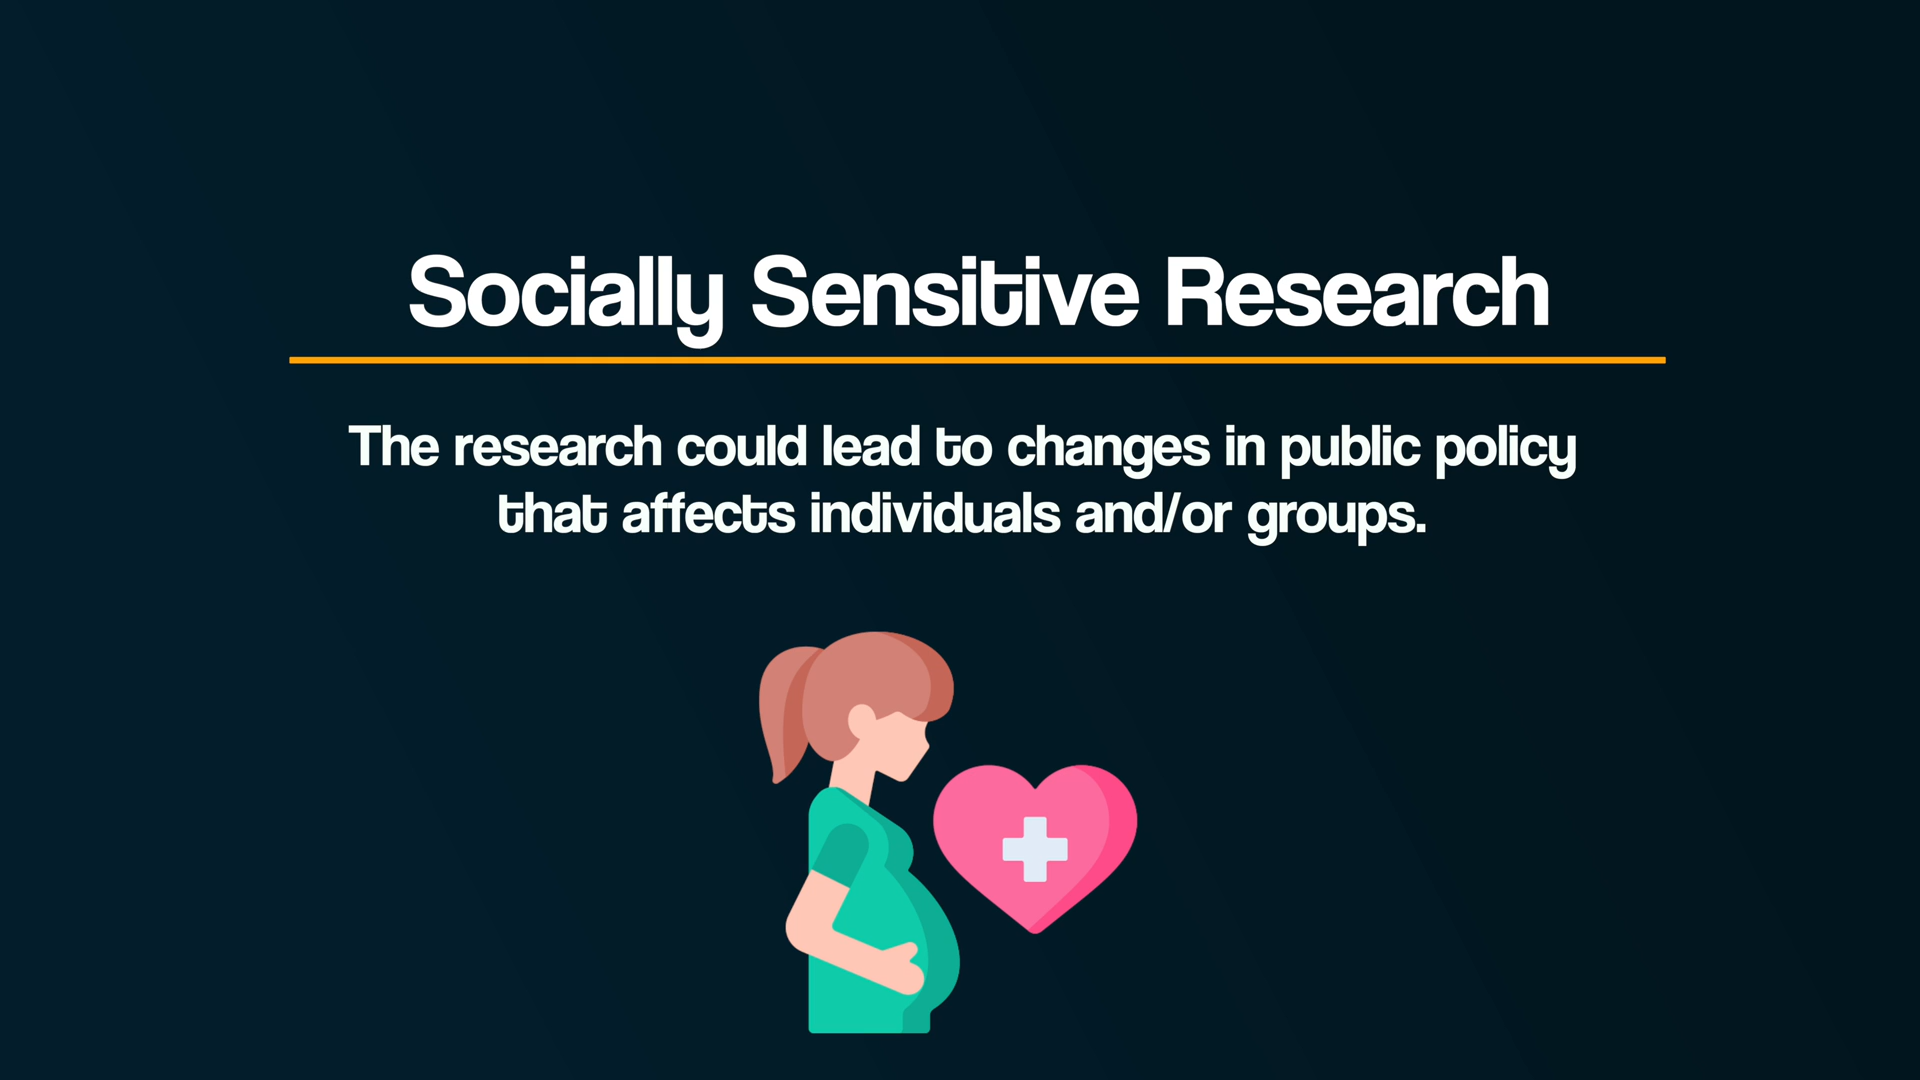 Socially Sensitive Research
The research could lead to changes in public policy
that affects individuals and/or groups.